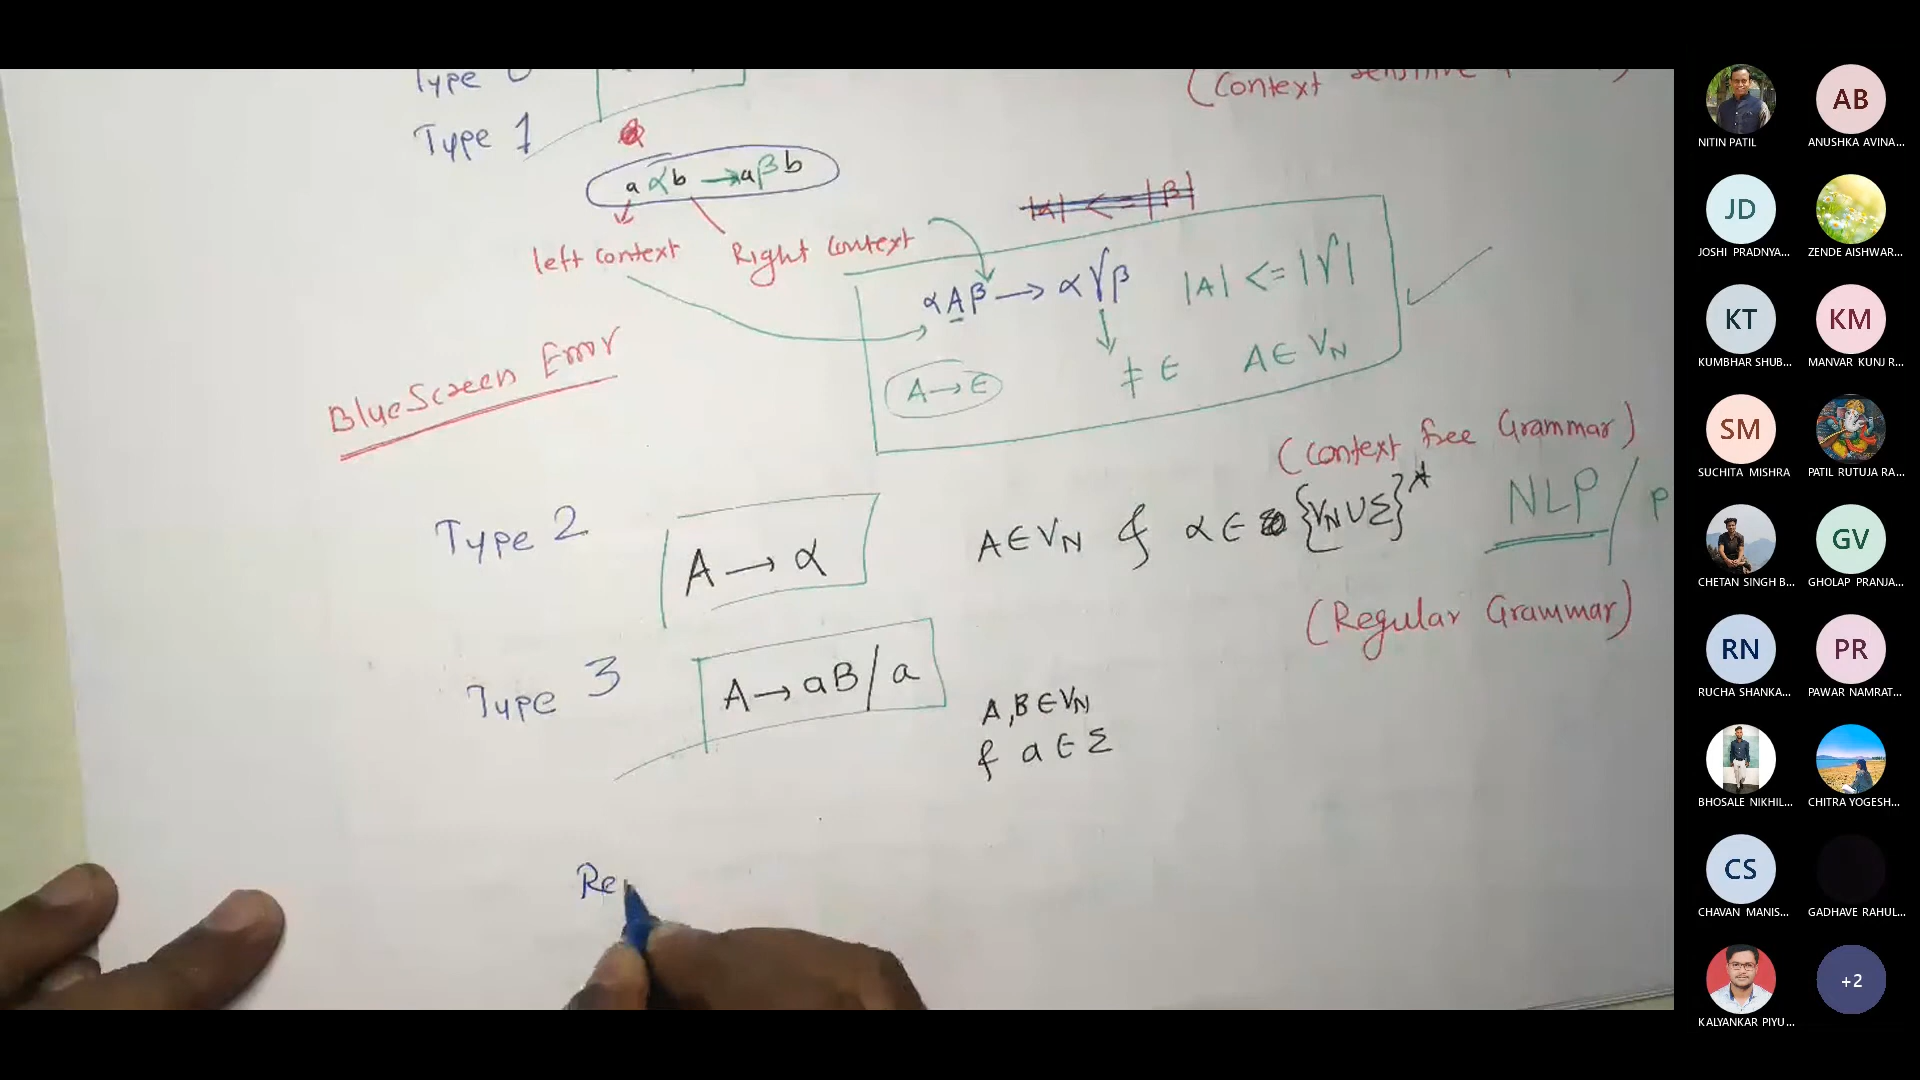 Type 0
(Context Sensitive
Type 1
a α b → a β b
|α| <= |β|
left context
Right Context
α A β → α γ β |A| <= |γ|
A → ∈ ≠ ∈ A ∈ VN
BlueScreen Error
(Context free Grammar)
Type 2 A → α A ∈ VN & α ∈ {VN ∪ Σ}* NLP / P
(Regular Grammar)
Type 3 A → aB / a
A, B ∈ VN
& a ∈ Σ
Re
NITIN PATIL
AB
ANUSHKA AVINA...
JD
JOSHI PRADNYA...
ZENDE AISHWAR...
KT
KUMBHAR SHUB...
KM
MANVAR KUNJ R...
SM
SUCHITA MISHRA
PATIL RUTUJA RA...
CHETAN SINGH B...
GV
GHOLAP PRANJA...
RN
RUCHA SHANKA...
PR
PAWAR NAMRAT...
BHOSALE NIKHIL...
CHITRA YOGESH...
CS
CHAVAN MANIS...
GADHAVE RAHUL...
KALYANKAR PIYU...
+2